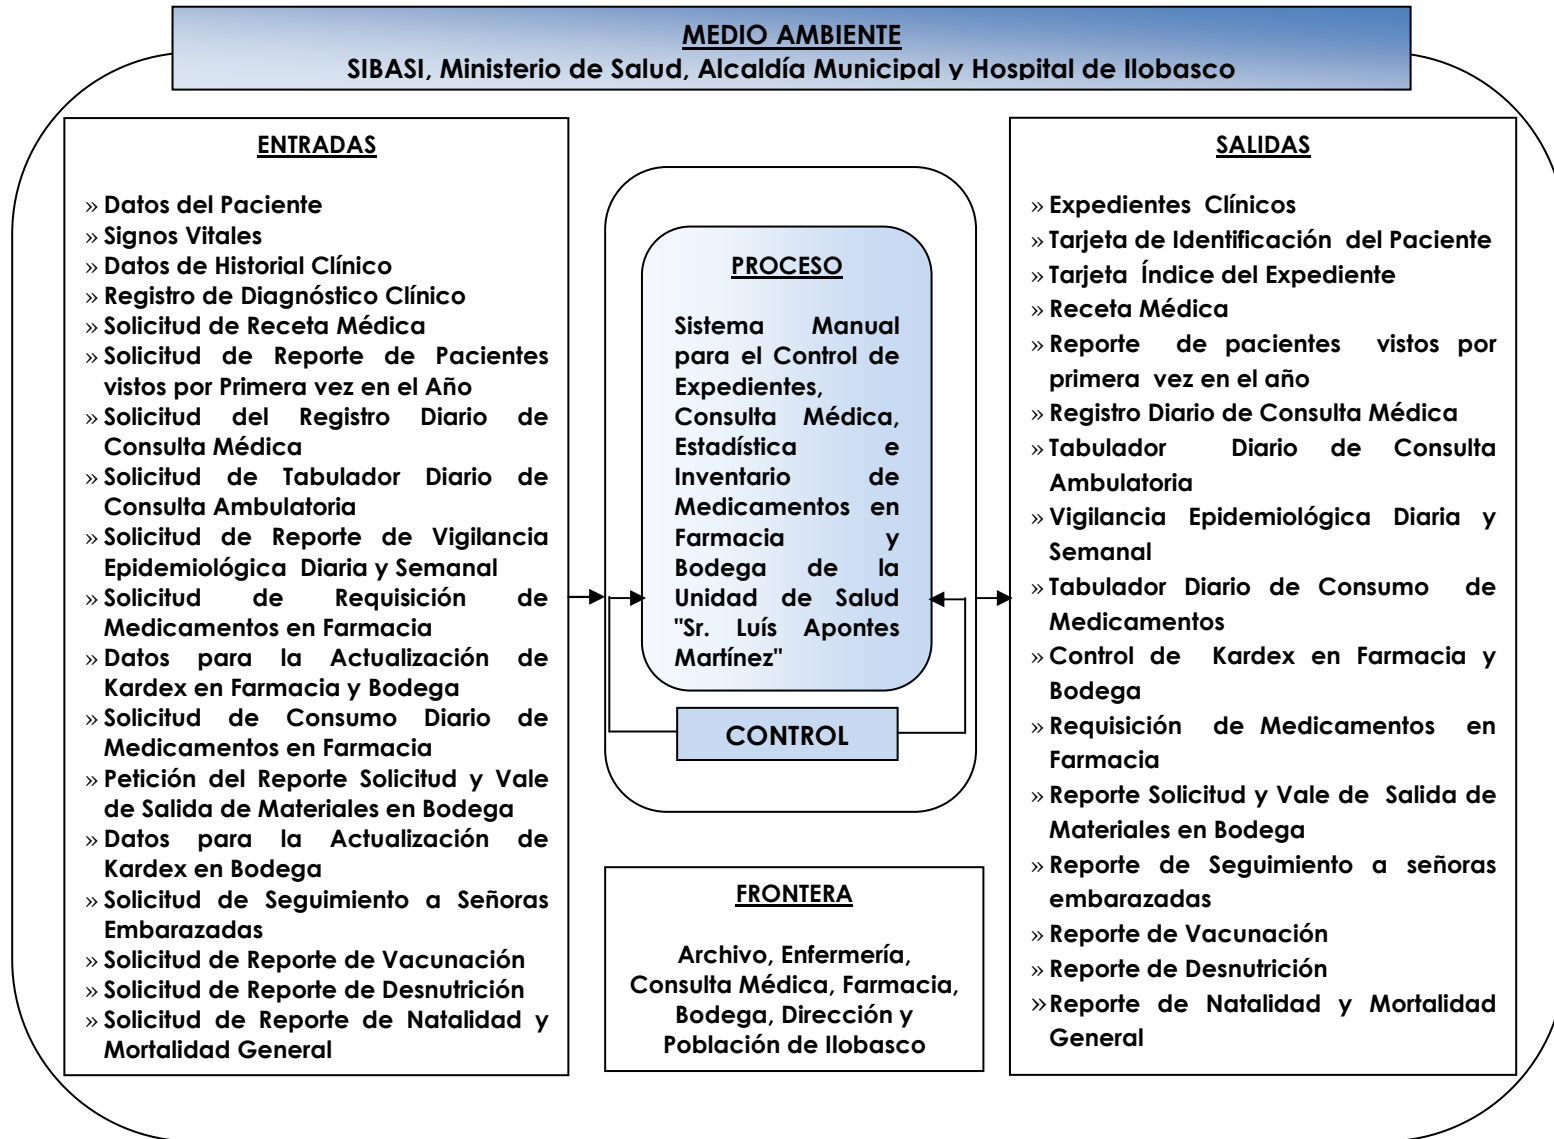 MEDIO AMBIENTE
SIBASI, Ministerio de Salud, Alcaldía Municipal y Hospital de Ilobasco
ENTRADAS
» Datos del Paciente
» Signos Vitales
» Datos de Historial Clínico
» Registro de Diagnóstico Clínico
» Solicitud de Receta Médica
» Solicitud de Reporte de Pacientes
vistos por Primera vez en el Año
» Solicitud del Registro Diario de
Consulta Médica
» Solicitud de Tabulador Diario de
Consulta Ambulatoria
» Solicitud de Reporte de Vigilancia
Epidemiológica Diaria y Semanal
» Solicitud de Requisición de
Medicamentos en Farmacia
» Datos para la Actualización de
Kardex en Farmacia y Bodega
» Solicitud de Consumo Diario de
Medicamentos en Farmacia
» Petición del Reporte Solicitud y Vale
de Salida de Materiales en Bodega
» Datos para la Actualización de
Kardex en Bodega
» Solicitud de Seguimiento a Señoras
Embarazadas
» Solicitud de Reporte de Vacunación
» Solicitud de Reporte de Desnutrición
» Solicitud de Reporte de Natalidad y
Mortalidad General
PROCESO
Sistema Manual
para el Control de
Expedientes,
Consulta Médica,
Estadística e
Inventario de
Medicamentos en
Farmacia y
Bodega de la
Unidad de Salud
"Sr. Luís Apontes
Martínez"
CONTROL
FRONTERA
Archivo, Enfermería,
Consulta Médica, Farmacia,
Bodega, Dirección y
Población de Ilobasco
SALIDAS
» Expedientes Clínicos
» Tarjeta de Identificación del Paciente
» Tarjeta Índice del Expediente
» Receta Médica
» Reporte de pacientes vistos por
primera vez en el año
» Registro Diario de Consulta Médica
» Tabulador Diario de Consulta
Ambulatoria
» Vigilancia Epidemiológica Diaria y
Semanal
» Tabulador Diario de Consumo de
Medicamentos
» Control de Kardex en Farmacia y
Bodega
» Requisición de Medicamentos en
Farmacia
» Reporte Solicitud y Vale de Salida de
Materiales en Bodega
» Reporte de Seguimiento a señoras
embarazadas
» Reporte de Vacunación
» Reporte de Desnutrición
» Reporte de Natalidad y Mortalidad
General